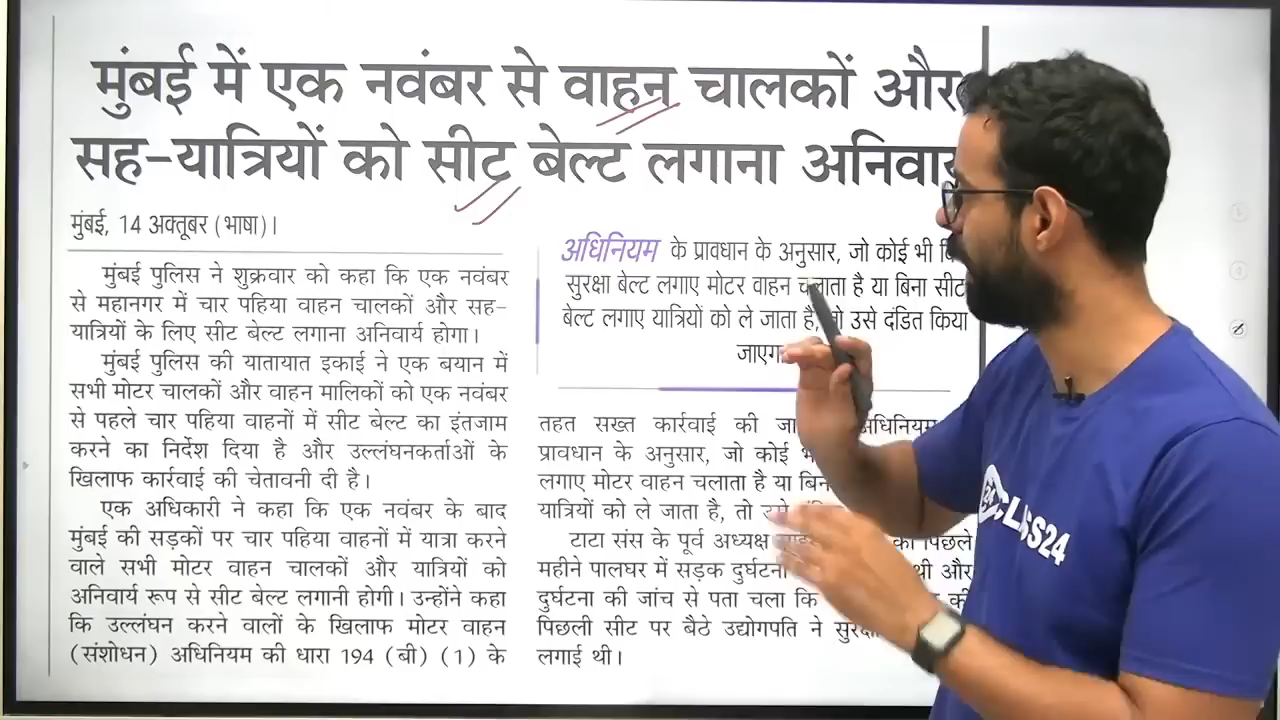 मुंबई में एक नवंबर से वाहन चालकों और
सह-यात्रियों को सीट बेल्ट लगाना अनिवार्य
मुंबई, 14 अक्तूबर (भाषा)।
मुंबई पुलिस ने शुक्रवार को कहा कि एक नवंबर
से महानगर में चार पहिया वाहन चालकों और सह-
यात्रियों के लिए सीट बेल्ट लगाना अनिवार्य होगा।
मुंबई पुलिस की यातायात इकाई ने एक बयान में
सभी मोटर चालकों और वाहन मालिकों को एक नवंबर
से पहले चार पहिया वाहनों में सीट बेल्ट का इंतजाम
करने का निर्देश दिया है और उल्लंघनकर्ताओं के
खिलाफ कार्रवाई की चेतावनी दी है।
एक अधिकारी ने कहा कि एक नवंबर के बाद
मुंबई की सड़कों पर चार पहिया वाहनों में यात्रा करने
वाले सभी मोटर वाहन चालकों और यात्रियों को
अनिवार्य रूप से सीट बेल्ट लगानी होगी। उन्होंने कहा
कि उल्लंघन करने वालों के खिलाफ मोटर वाहन
(संशोधन) अधिनियम की धारा 194 (बी) (1) के
अधिनियम के प्रावधान के अनुसार, जो कोई भी
सुरक्षा बेल्ट लगाए मोटर वाहन चलाता है या बिना सीट
बेल्ट लगाए यात्रियों को ले जाता है, तो उसे दंडित किया
तहत सख्त कार्रवाई की अधिनियम
प्रावधान के अनुसार, जो कोई
लगाए मोटर वाहन चलाता है या
यात्रियों को ले जाता है, तो
टाटा संस के पूर्व अध्यक्ष की पिछले
महीने पालघर में सड़क दुर्घटना थी और
दुर्घटना की जांच से पता चला कि
पिछली सीट पर बैठे उद्योगपति ने
लगाई थी।
CLASS24